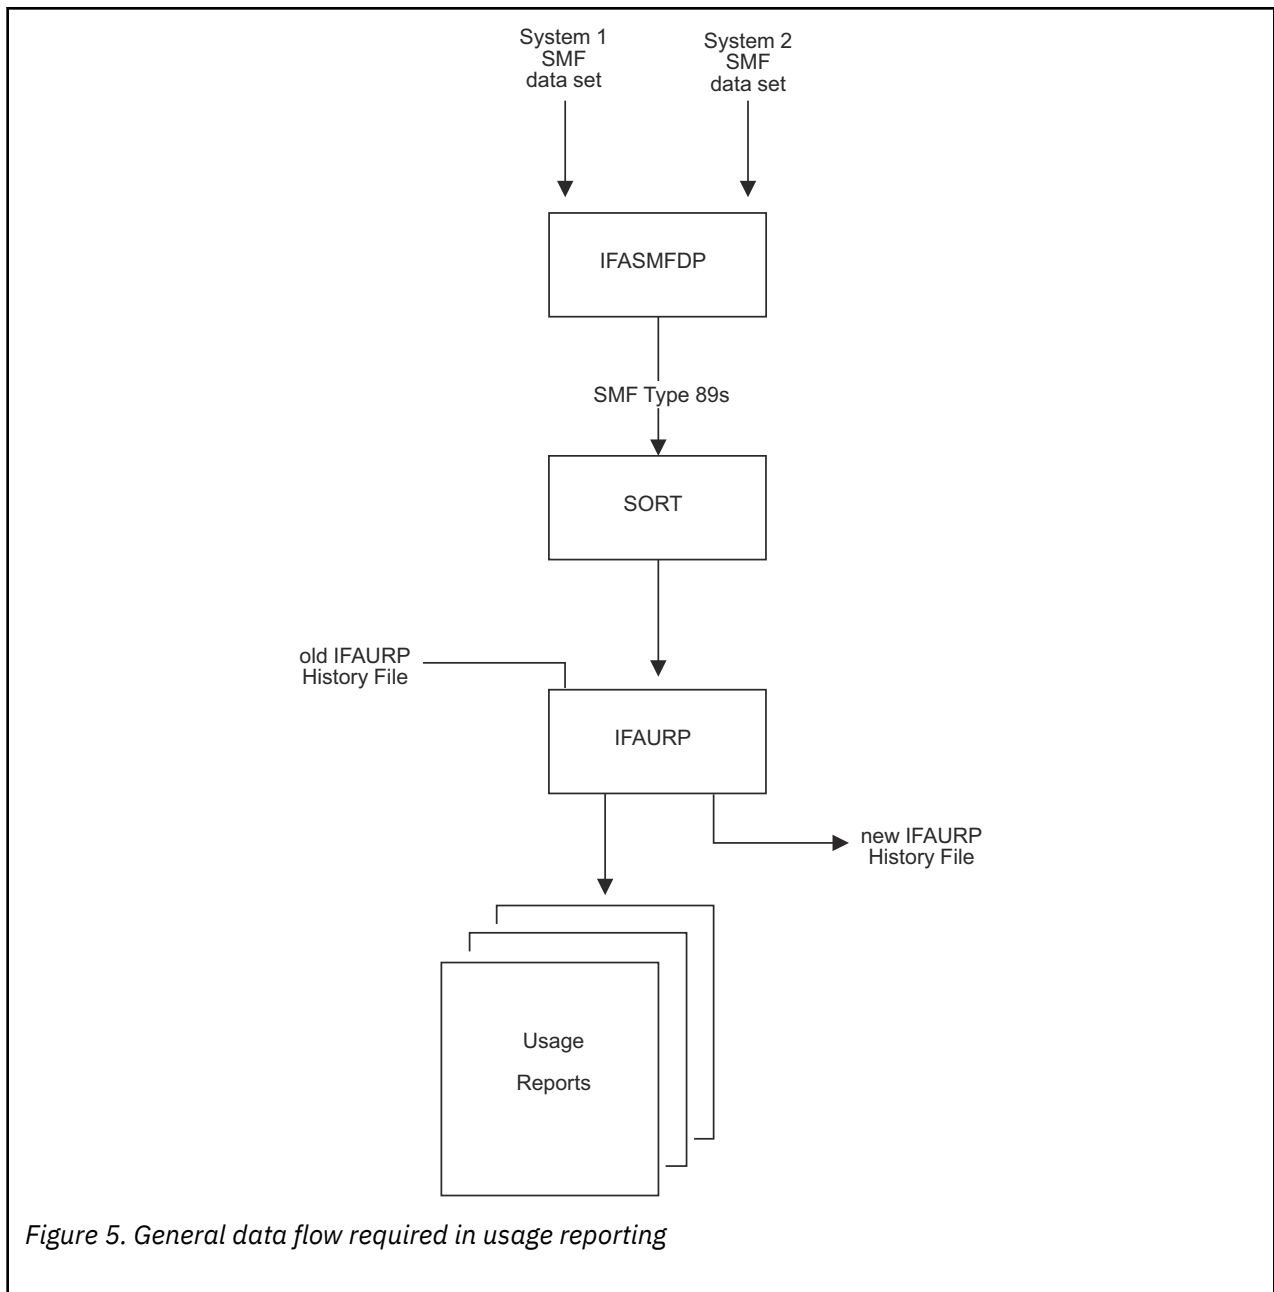 System 1
SMF
data set
System 2
SMF
data set
IFASMFDP
SMF Type 89s
SORT
old IFAURP
History File
IFAURP
new IFAURP
History File
Usage
Reports
Figure 5. General data flow required in usage reporting